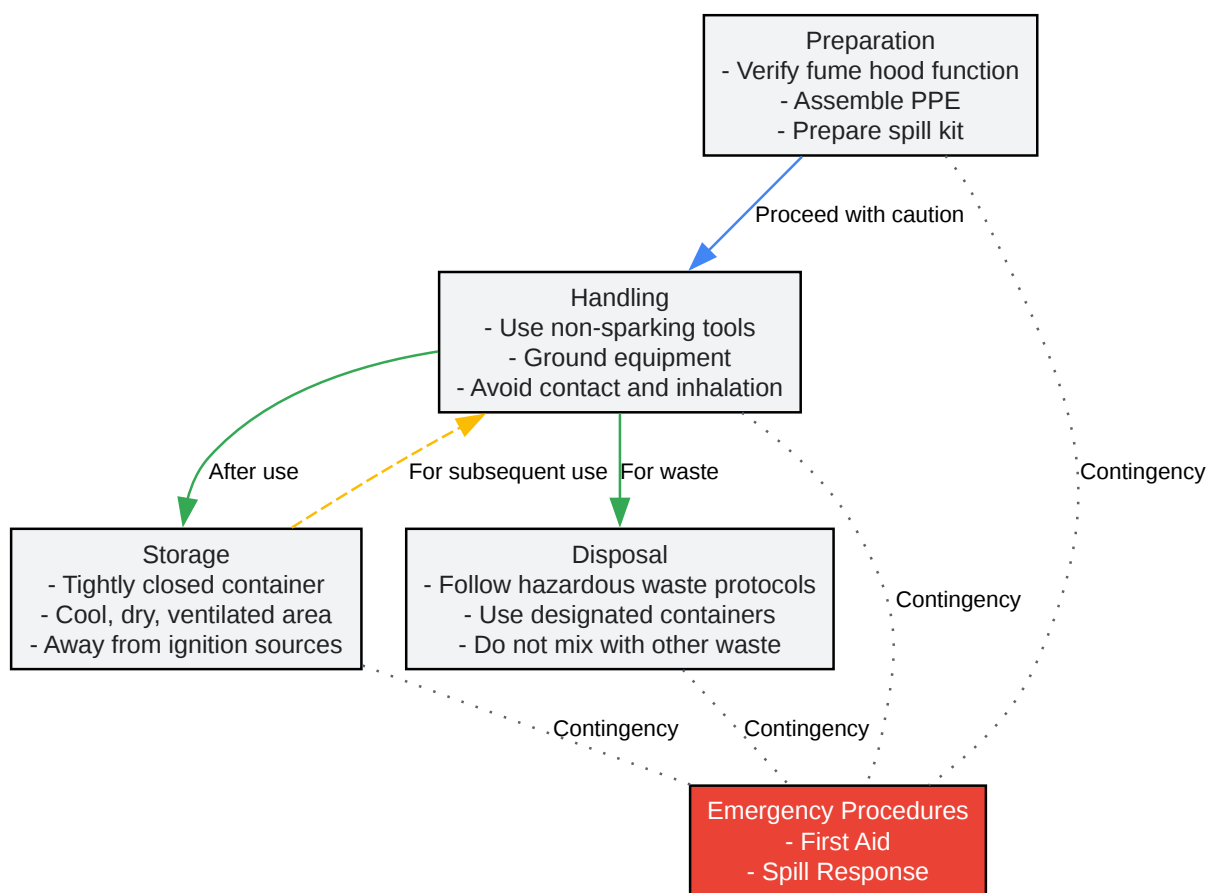 Preparation
- Verify fume hood function
- Assemble PPE
- Prepare spill kit
Proceed with caution
Handling
- Use non-sparking tools
- Ground equipment
- Avoid contact and inhalation
After use
For subsequent use
For waste
Contingency
Storage
- Tightly closed container
- Cool, dry, ventilated area
- Away from ignition sources
Disposal
- Follow hazardous waste protocols
- Use designated containers
- Do not mix with other waste
Contingency
Contingency
Contingency
Emergency Procedures
- First Aid
- Spill Response